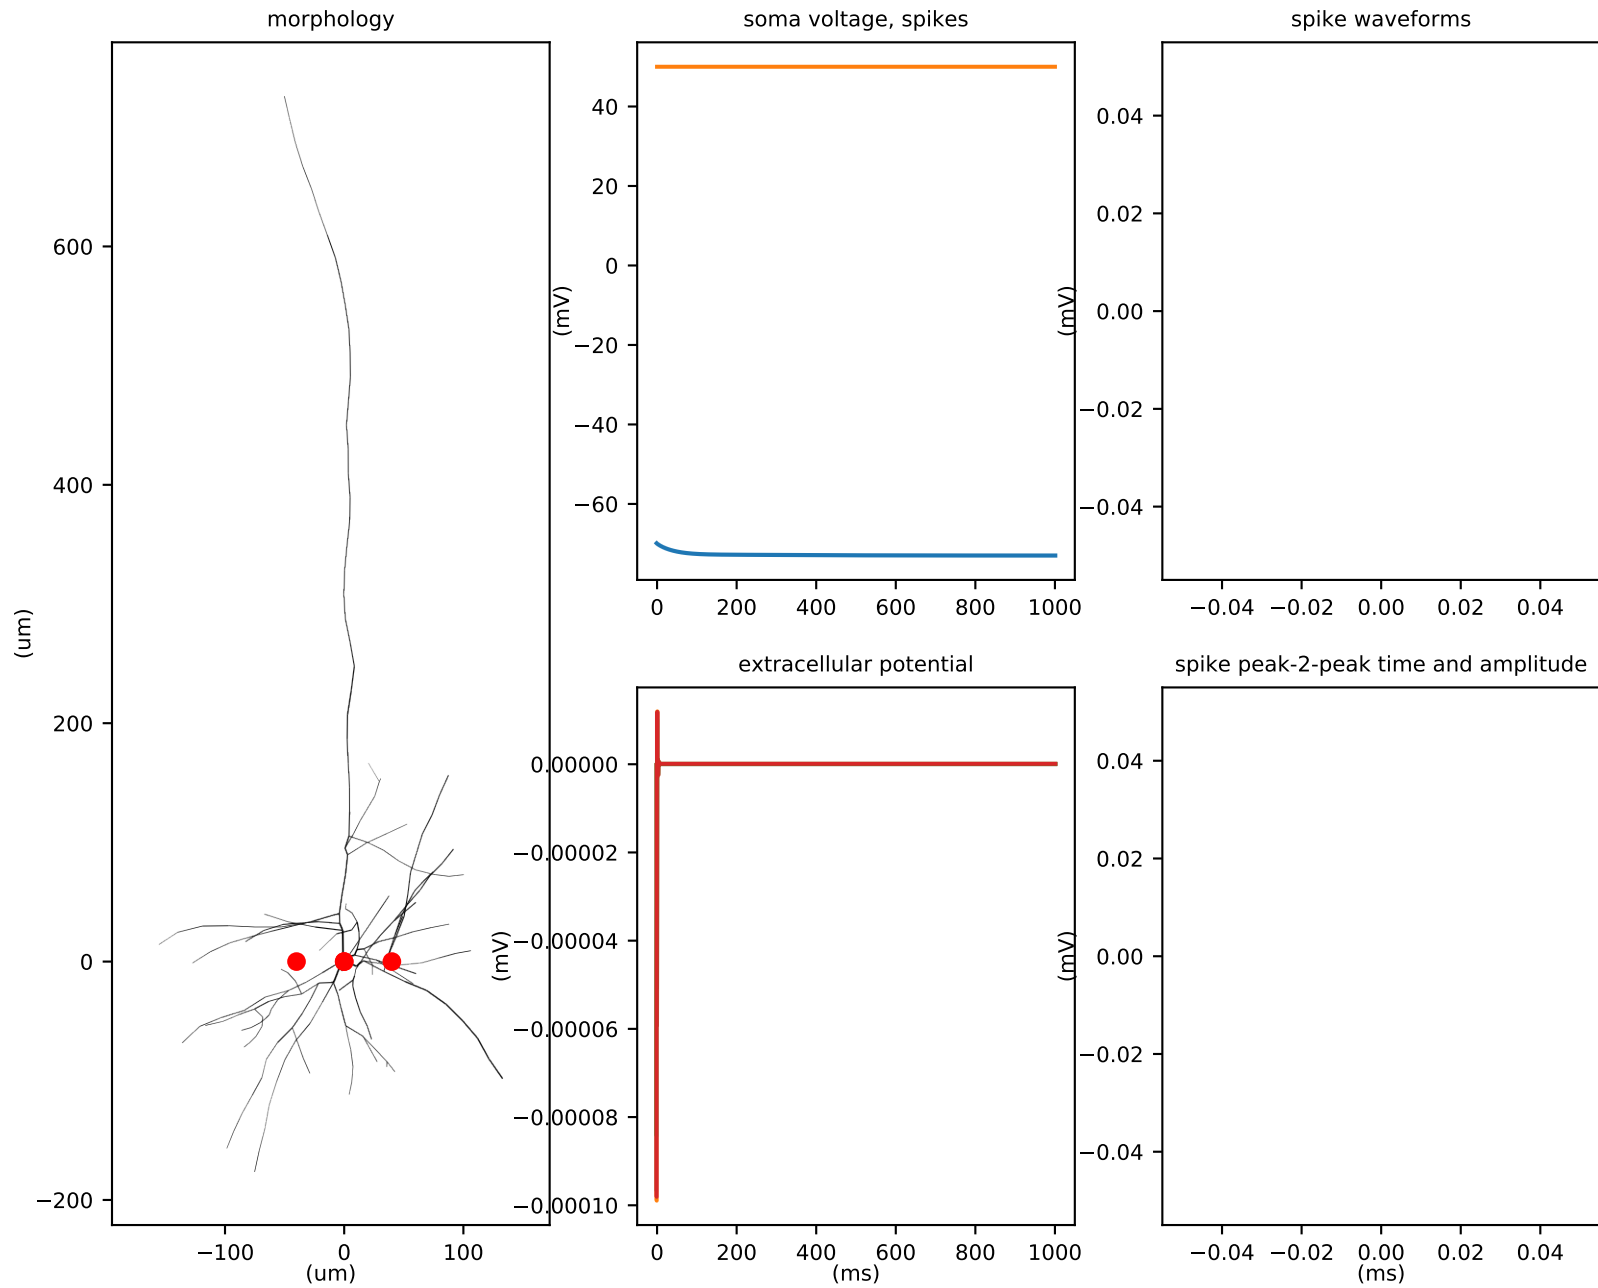 morphology
600
400
200
0
−200
(um)
−100 0 100
(um)
soma voltage, spikes
40
20
0
−20
−40
−60
(mV)
0 200 400 600 800 1000
spike waveforms
0.04
0.02
0.00
−0.02
−0.04
(mV)
−0.04 −0.02 0.00 0.02 0.04
extracellular potential
0.00000
−0.00002
−0.00004
−0.00006
−0.00008
−0.00010
(mV)
0 200 400 600 800 1000
(ms)
spike peak-2-peak time and amplitude
0.04
0.02
0.00
−0.02
−0.04
(mV)
−0.04 −0.02 0.00 0.02 0.04
(ms)